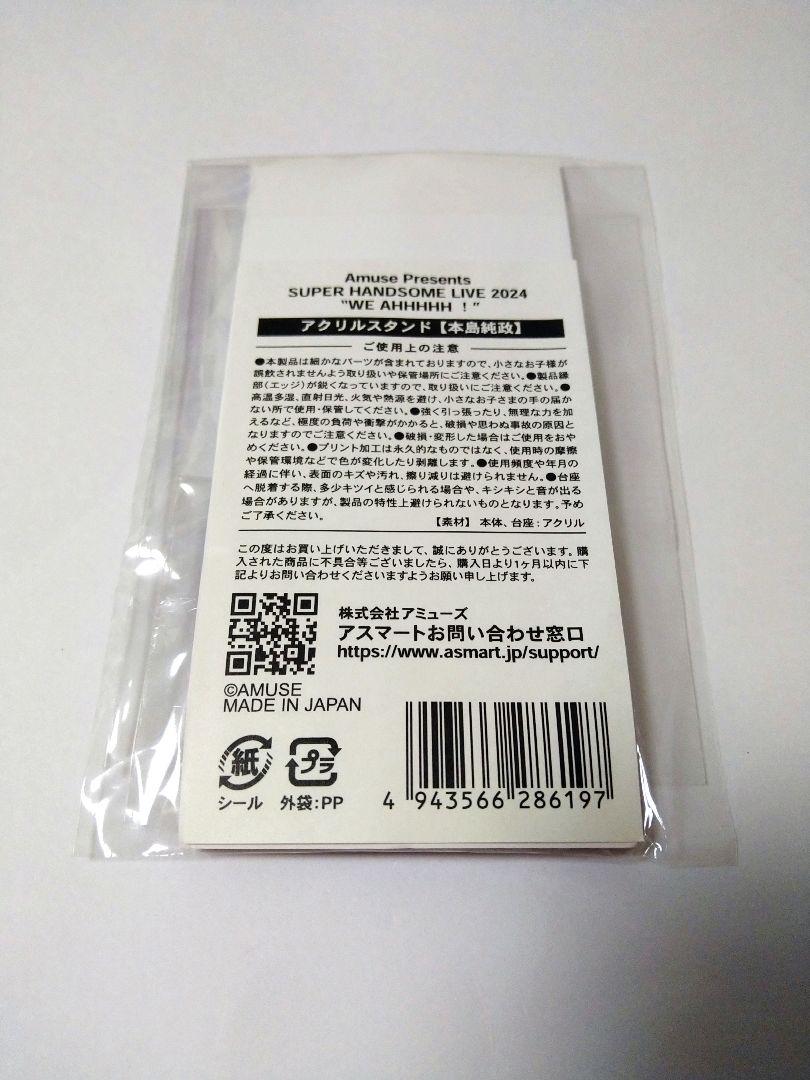 Amuse Presents
SUPER HANDSOME LIVE 2024
"WE AHHHHH ！"
アクリルスタンド【本島純政】
ご使用上の注意
●本製品は細かなパーツが含まれておりますので、小さなお子様が
誤飲されませんよう取り扱いや保管場所にご注意ください。●製品縁
部（エッジ）が鋭くなっていますので、取り扱いにご注意ください。●
高温多湿、直射日光、火気や熱源を避け、小さなお子さまの手の届か
ない所で使用・保管してください。●強く引っ張ったり、無理な力を加
えるなど、極度の負荷や衝撃がかかると、破損や思わぬ事故の原因と
なりますのでご注意ください。●破損・変形した場合はご使用をおや
めください。●プリント加工は永久的なものではなく、使用時の摩擦
や保管環境などで色が変化したり剥離します。●使用頻度や年月の
経過に伴い、表面のキズや汚れ、擦り減りは避けられません。●台座
へ脱着する際、多少キツイと感じられる場合や、キシキシと音が出る
場合がありますが、製品の特性上避けられないものとなります。予め
ご了承ください。 【素材】 本体、台座：アクリル
この度はお買い上げいただきまして、誠にありがとうございます。購
入された商品に不具合等ございましたら、購入日より1ヶ月以内に下
記よりお問い合わせくださいますようお願い申し上げます。
株式会社アミューズ
アスマートお問い合わせ窓口
https://www.asmart.jp/support/
©AMUSE
MADE IN JAPAN
紙 プラ
シール 外袋：PP
4 943566 286197